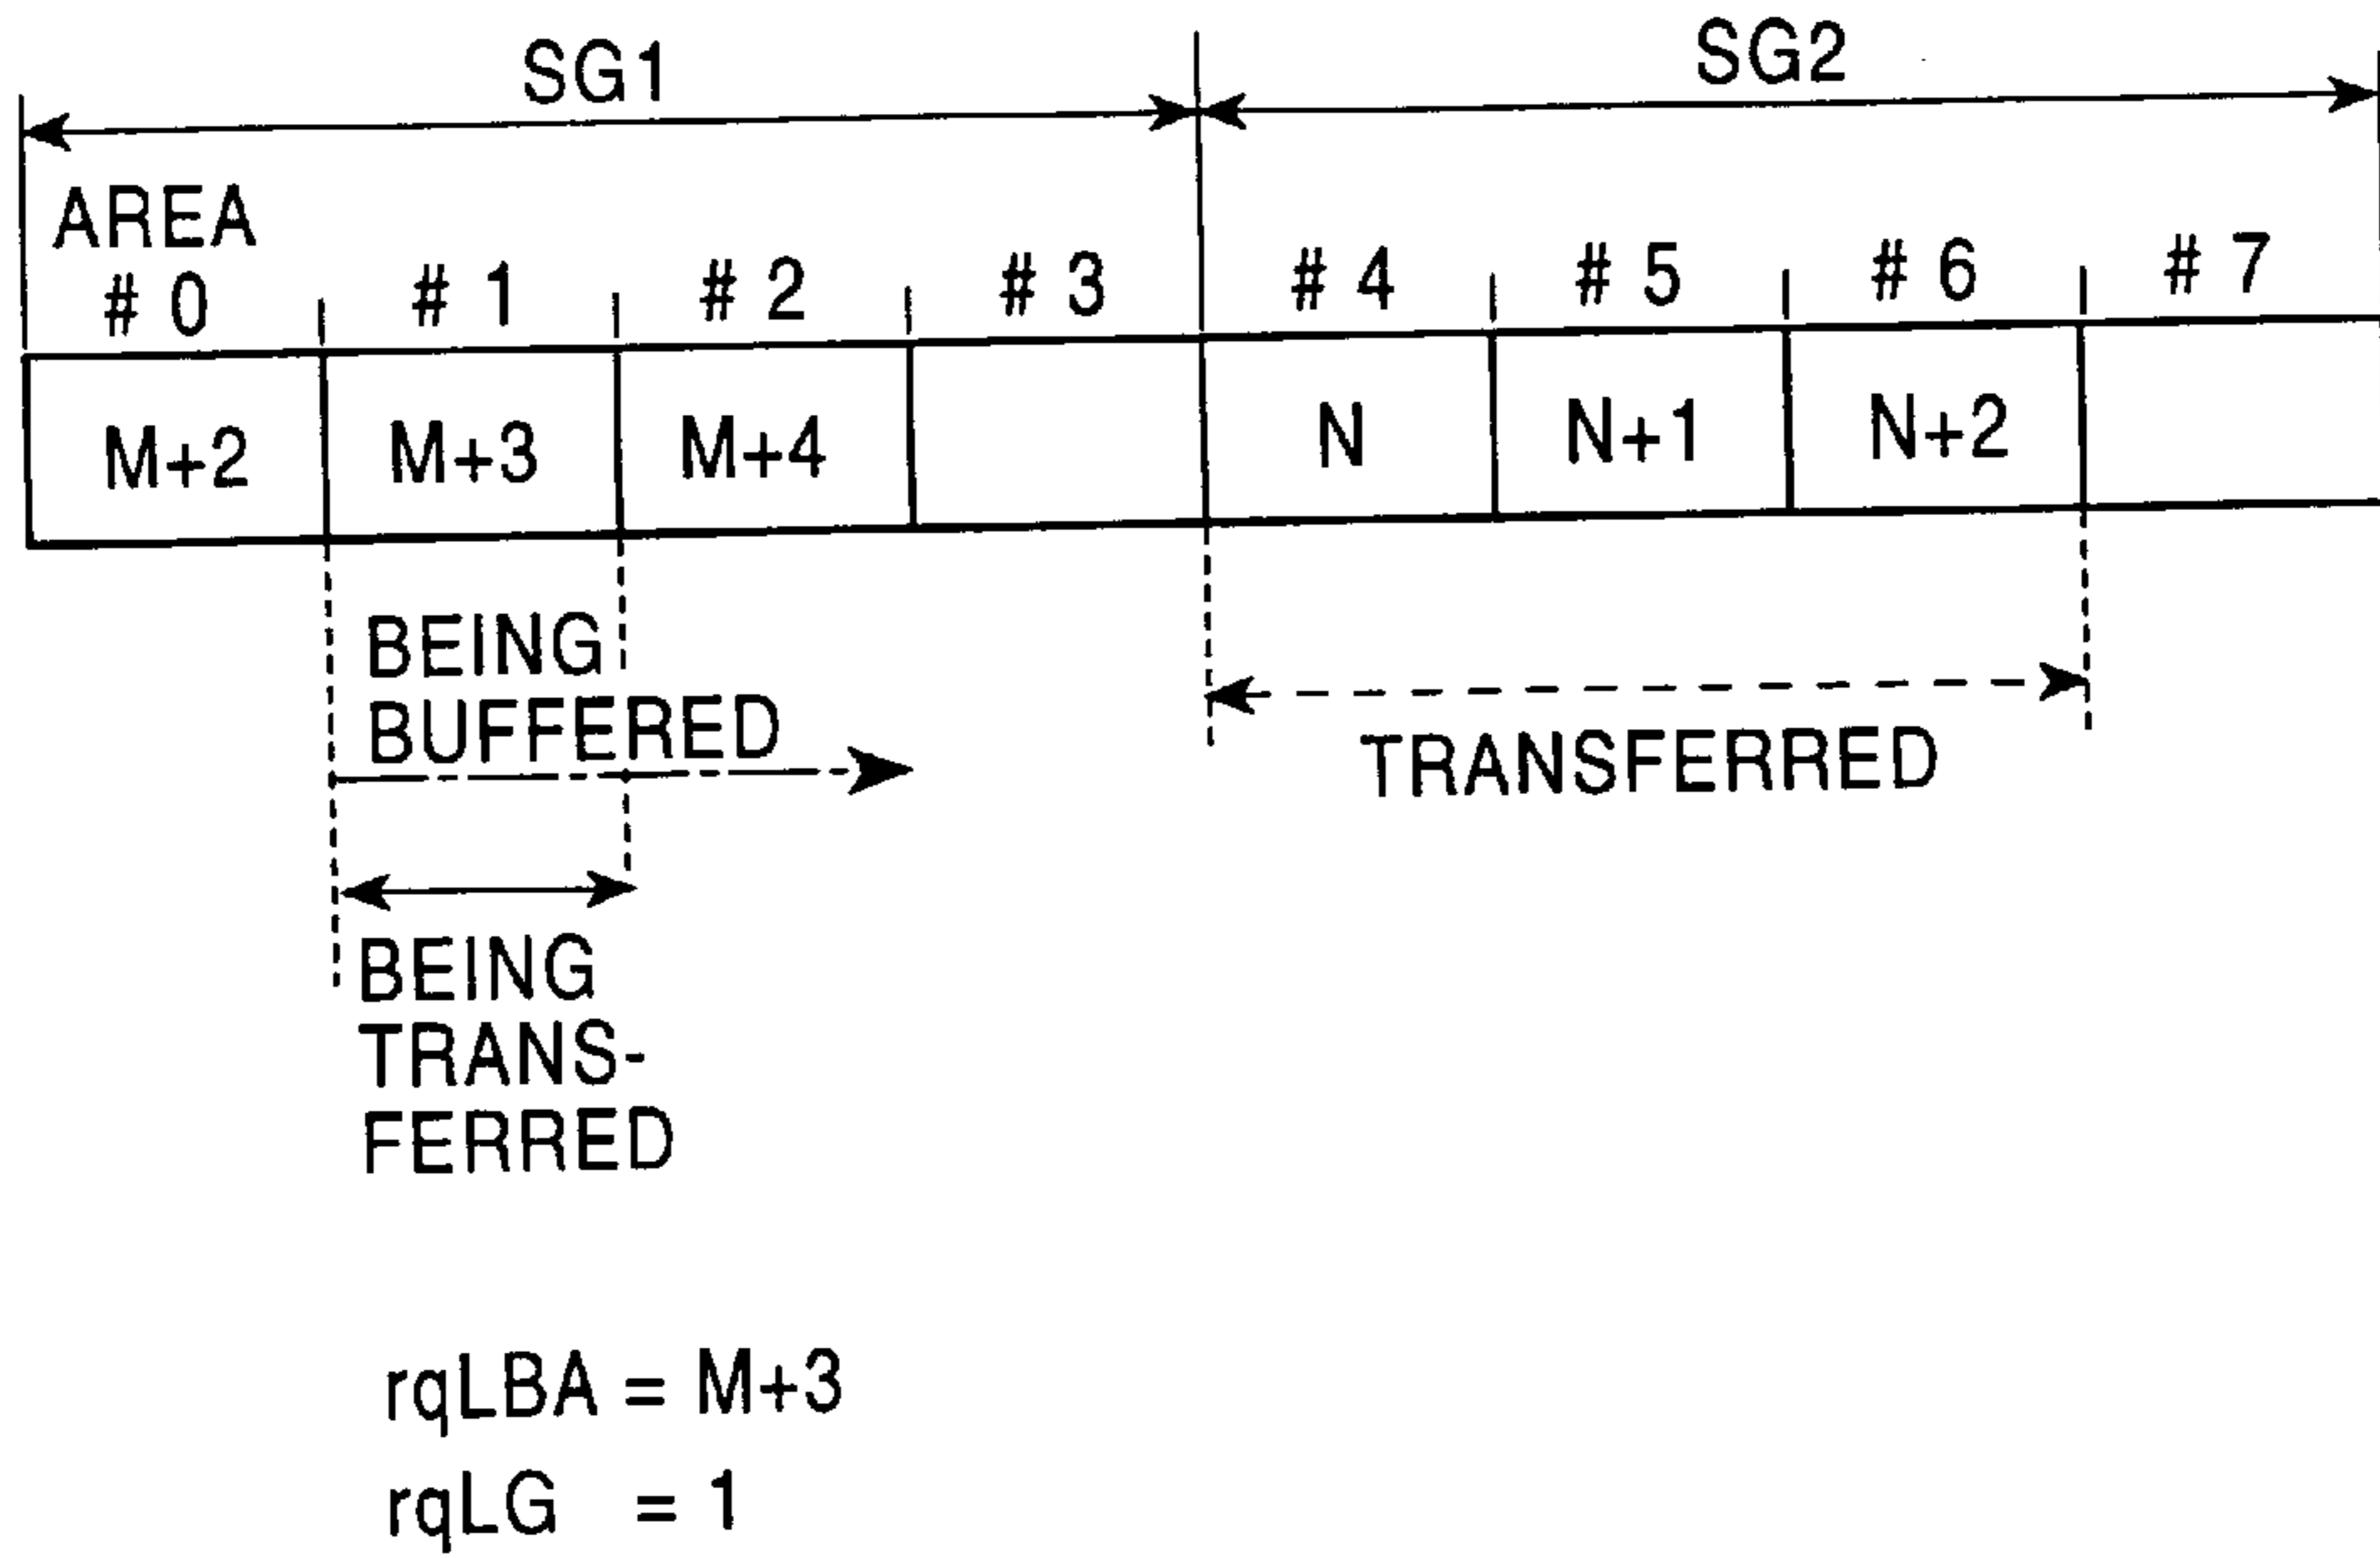 SG1 SG2
AREA
# 0 # 1 # 2 # 3 # 4 # 5 # 6 # 7
M+2 M+3 M+4 N N+1 N+2
BEING
BUFFERED
TRANSFERRED
BEING
TRANS-
FERRED
rqLBA = M+3
rqLG = 1